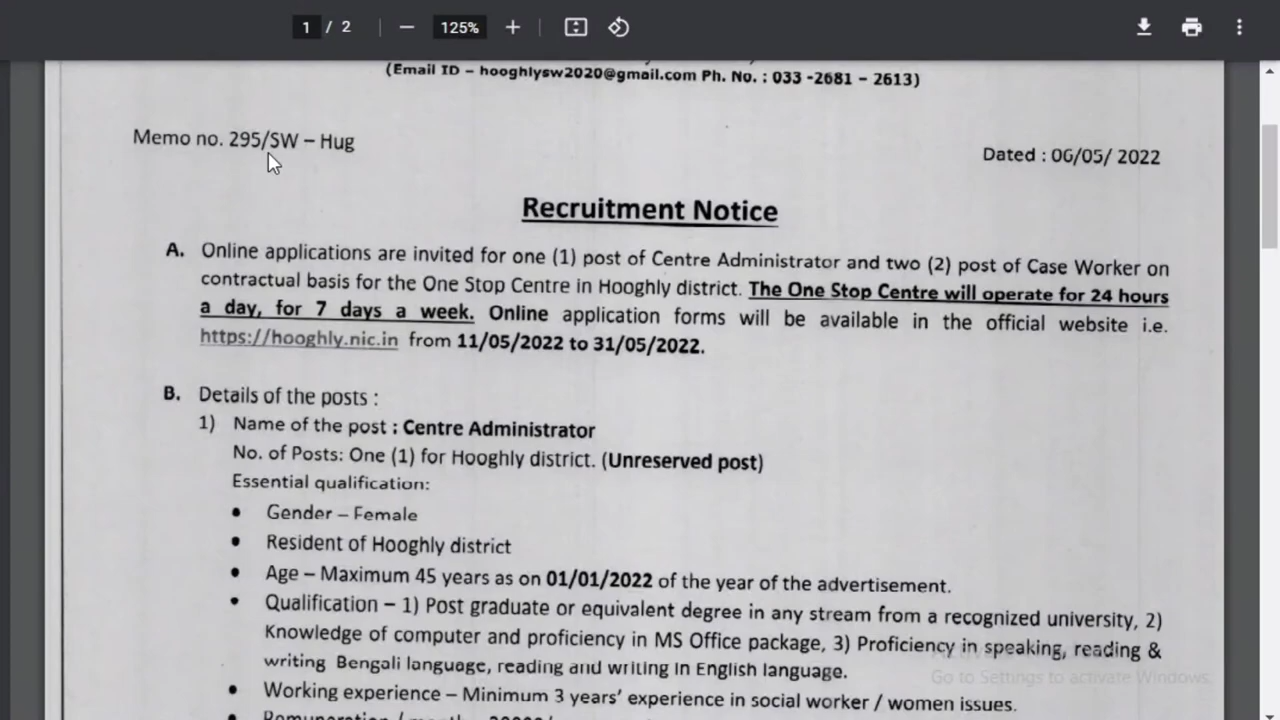 1 / 2 — 125% +
(Email ID – hooghlysw2020@gmail.com Ph. No. : 033 -2681 – 2613)
Memo no. 295/SW – Hug
Dated : 06/05/ 2022
Recruitment Notice
A. Online applications are invited for one (1) post of Centre Administrator and two (2) post of Case Worker on
contractual basis for the One Stop Centre in Hooghly district. The One Stop Centre will operate for 24 hours
a day, for 7 days a week. Online application forms will be available in the official website i.e.
https://hooghly.nic.in from 11/05/2022 to 31/05/2022.
B. Details of the posts :
1) Name of the post : Centre Administrator
No. of Posts: One (1) for Hooghly district. (Unreserved post)
Essential qualification:
• Gender – Female
• Resident of Hooghly district
• Age – Maximum 45 years as on 01/01/2022 of the year of the advertisement.
• Qualification – 1) Post graduate or equivalent degree in any stream from a recognized university, 2)
Knowledge of computer and proficiency in MS Office package, 3) Proficiency in speaking, reading &
writing Bengali language, reading and writing in English language.
Go to Settings to activate Windows.
• Working experience – Minimum 3 years' experience in social worker / women issues.